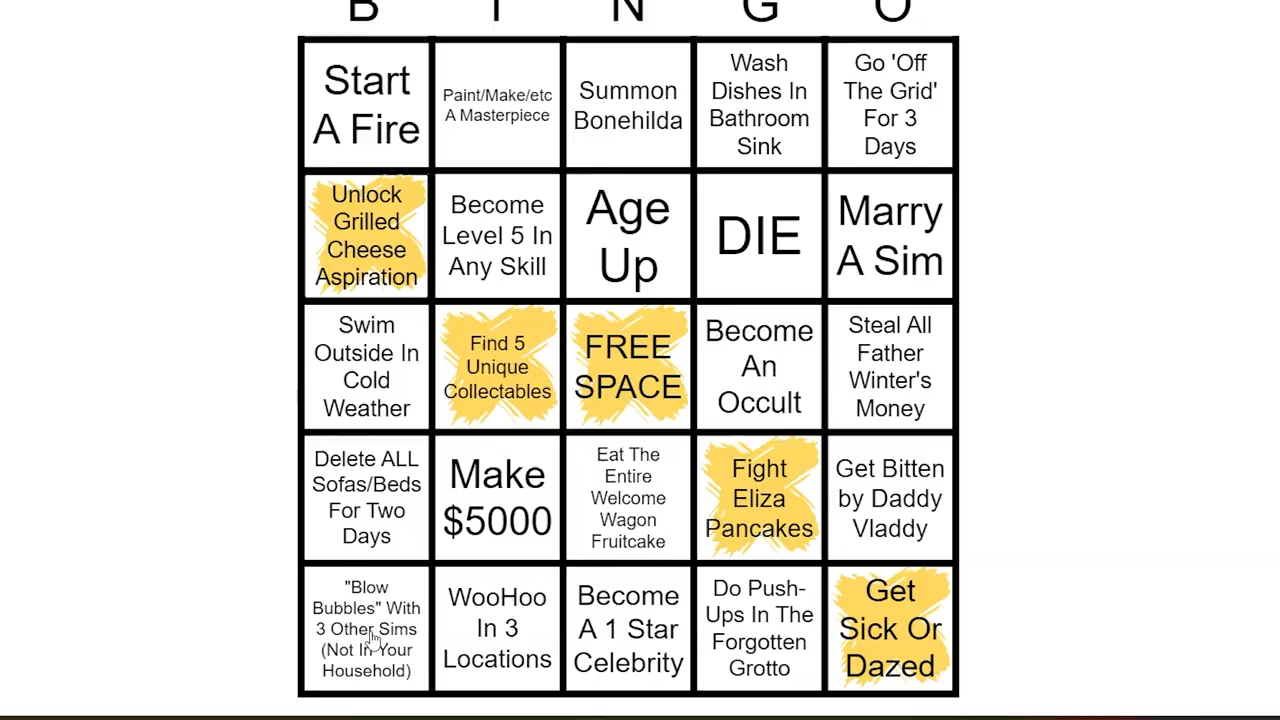 B I N G O
Start
A Fire
Paint/Make/etc
A Masterpiece
Summon
Bonehilda
Wash
Dishes In
Bathroom
Sink
Go 'Off
The Grid'
For 3
Days
Unlock
Grilled
Cheese
Aspiration
Become
Level 5 In
Any Skill
Age
Up
DIE
Marry
A Sim
Swim
Outside In
Cold
Weather
Find 5
Unique
Collectables
FREE
SPACE
Become
An
Occult
Steal All
Father
Winter's
Money
Delete ALL
Sofas/Beds
For Two
Days
Make
$5000
Eat The
Entire
Welcome
Wagon
Fruitcake
Fight
Eliza
Pancakes
Get Bitten
by Daddy
Vladdy
"Blow
Bubbles" With
3 Other Sims
(Not In Your
Household)
WooHoo
In 3
Locations
Become
A 1 Star
Celebrity
Do Push-
Ups In The
Forgotten
Grotto
Get
Sick Or
Dazed